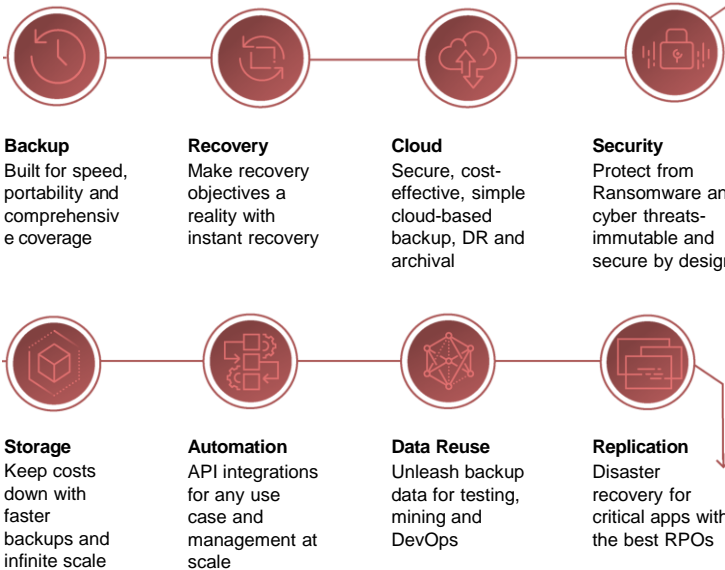 Backup
Built for speed,
portability and
comprehensiv
e coverage
Recovery
Make recovery
objectives a
reality with
instant recovery
Cloud
Secure, cost-
effective, simple
cloud-based
backup, DR and
archival
Security
Protect from
Ransomware an
cyber threats-
immutable and
secure by design
Storage
Keep costs
down with
faster
backups and
infinite scale
Automation
API integrations
for any use
case and
management at
scale
Data Reuse
Unleash backup
data for testing,
mining and
DevOps
Replication
Disaster
recovery for
critical apps with
the best RPOs